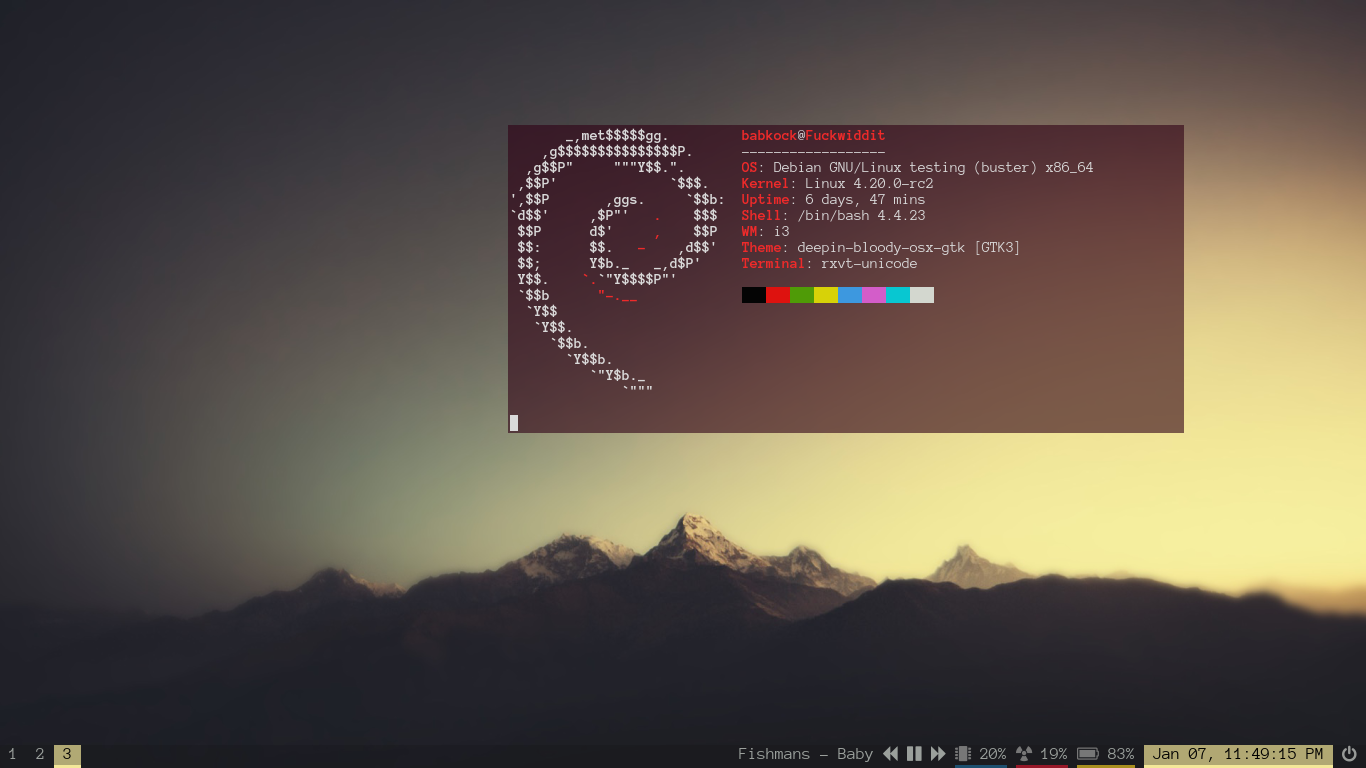 _,met$$$$$gg.
,g$$$$$$$$$$$$$$$P.
,g$$P"     """Y$$.".
,$$P'              `$$$.
',$$P       ,ggs.     `$$b:
`d$$'     ,$P"'   .    $$$
$$P      d$'     ,    $$P
$$:      $$.   -    ,d$$'
$$;      Y$b._   _,d$P'
Y$$.    `.`"Y$$$$P"'
`$$b      "-.__
`Y$$
`Y$$.
`$$b.
`Y$$b.
`"Y$b._
`"""
babkock@Fuckwiddit
------------------
OS: Debian GNU/Linux testing (buster) x86_64
Kernel: Linux 4.20.0-rc2
Uptime: 6 days, 47 mins
Shell: /bin/bash 4.4.23
WM: i3
Theme: deepin-bloody-osx-gtk [GTK3]
Terminal: rxvt-unicode
1 2 3 Fishmans - Baby 20% 19% 83% Jan 07, 11:49:15 PM